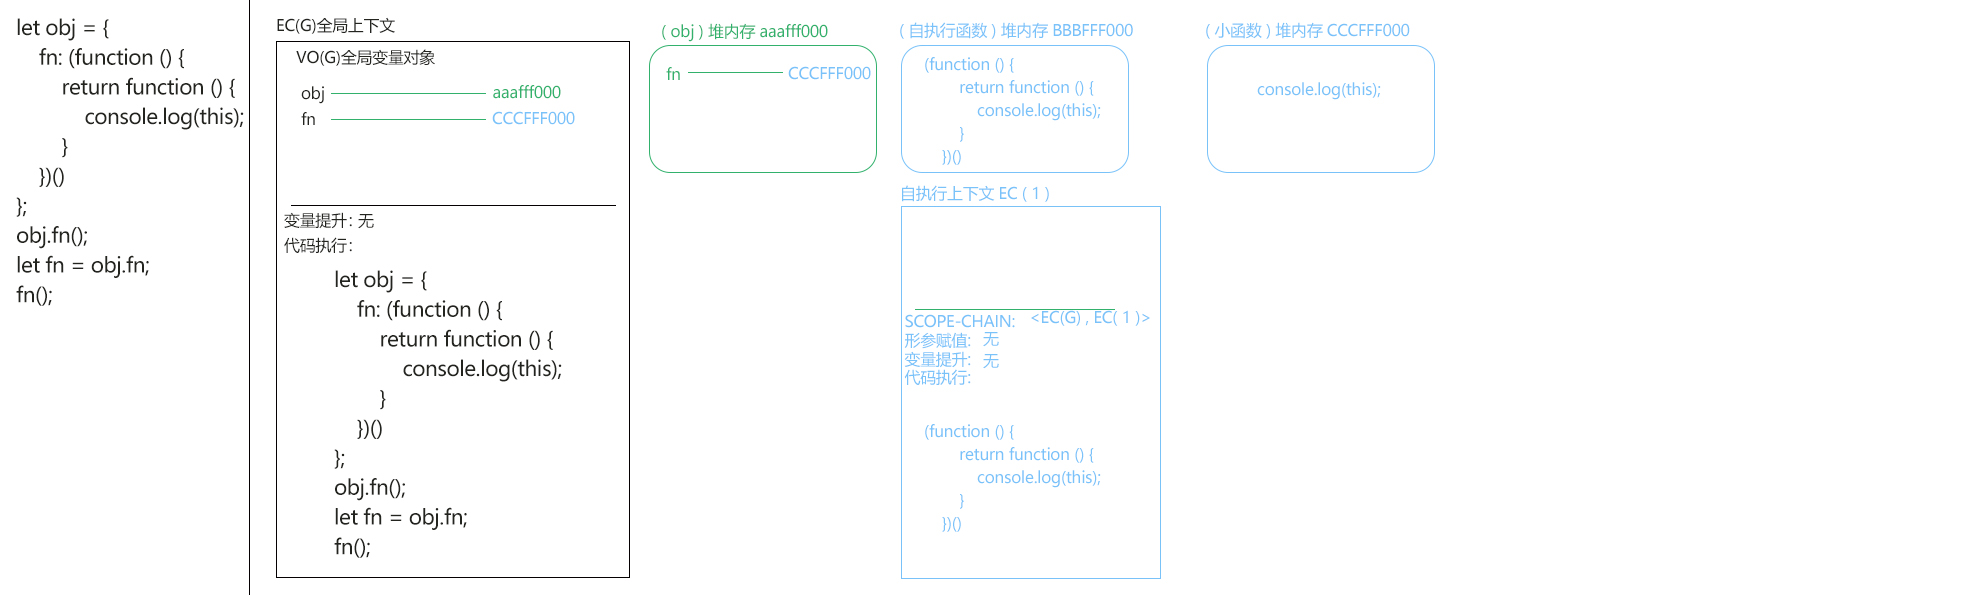 let obj = {
fn: (function () {
return function () {
console.log(this);
}
})()
};
obj.fn();
let fn = obj.fn;
fn();
EC(G)全局上下文
VO(G)全局变量对象
obj aaafff000
fn CCCFFF000
变量提升: 无
代码执行:
let obj = {
fn: (function () {
return function () {
console.log(this);
}
})()
};
obj.fn();
let fn = obj.fn;
fn();
( obj ) 堆内存 aaafff000
fn CCCFFF000
( 自执行函数 ) 堆内存 BBBFFF000
(function () {
return function () {
console.log(this);
}
})()
自执行上下文 EC ( 1 )
SCOPE-CHAIN: <EC(G) , EC( 1 )>
形参赋值: 无
变量提升: 无
代码执行:
(function () {
return function () {
console.log(this);
}
})()
( 小函数 ) 堆内存 CCCFFF000
console.log(this);